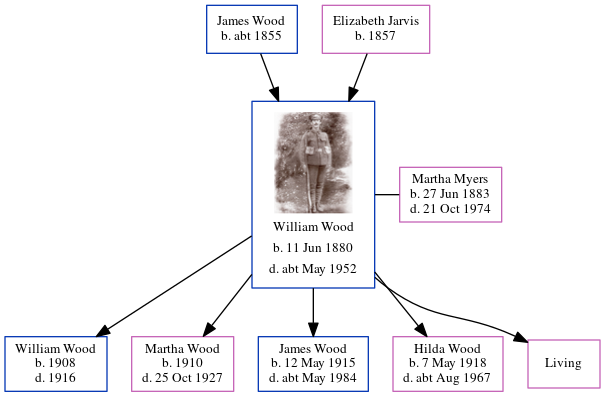 James Wood
b. abt 1855
Elizabeth Jarvis
b. 1857
William Wood
b. 11 Jun 1880
d. abt May 1952
Martha Myers
b. 27 Jun 1883
d. 21 Oct 1974
William Wood
b. 1908
d. 1916
Martha Wood
b. 1910
d. 25 Oct 1927
James Wood
b. 12 May 1915
d. abt May 1984
Hilda Wood
b. 7 May 1918
d. abt Aug 1967
Living